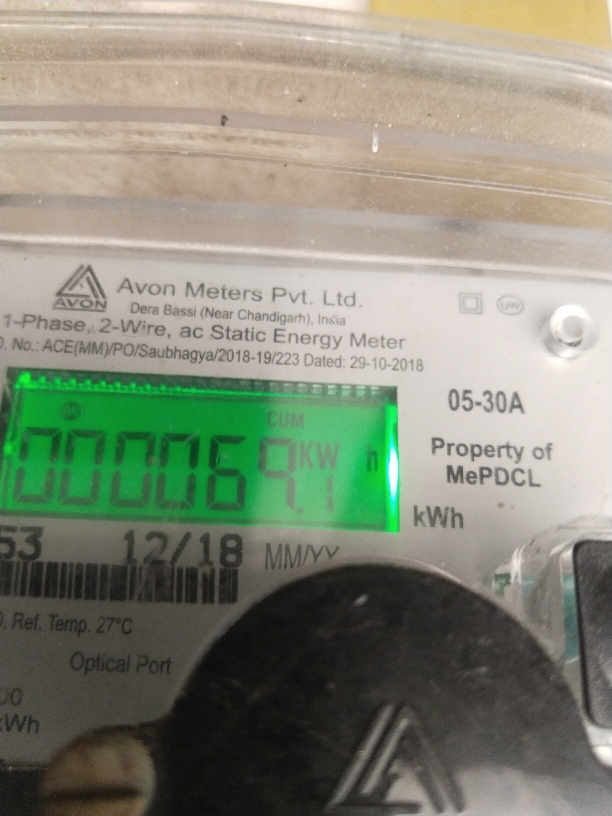 AVON
Avon Meters Pvt. Ltd.
Dera Bassi (Near Chandigarh), India
1-Phase, 2-Wire, ac Static Energy Meter
No.: ACE(MM)/PO/Saubhagya/2018-19/223 Dated: 29-10-2018
05-30A
CUM
000069.1 KW h
Property of
MePDCL
kWh
53 12/18 MM/YY
Ref. Temp. 27°C
Optical Port
00
kWh